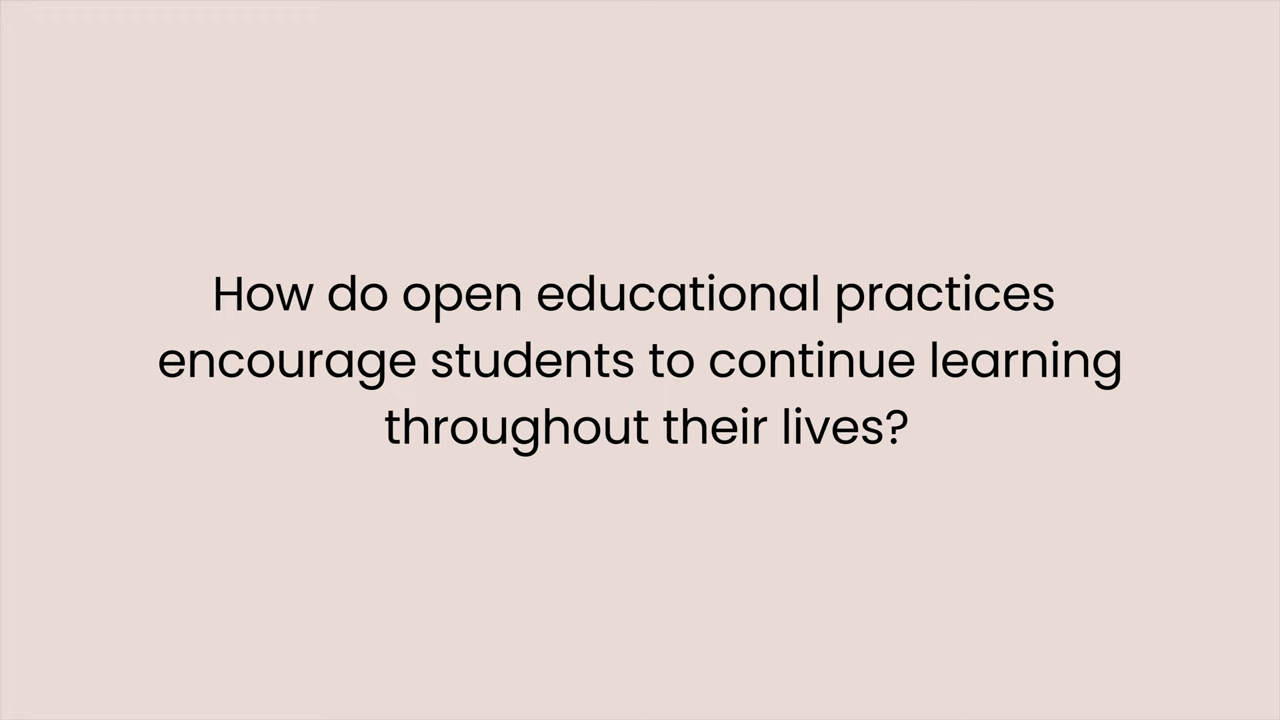 How do open educational practices
encourage students to continue learning
throughout their lives?